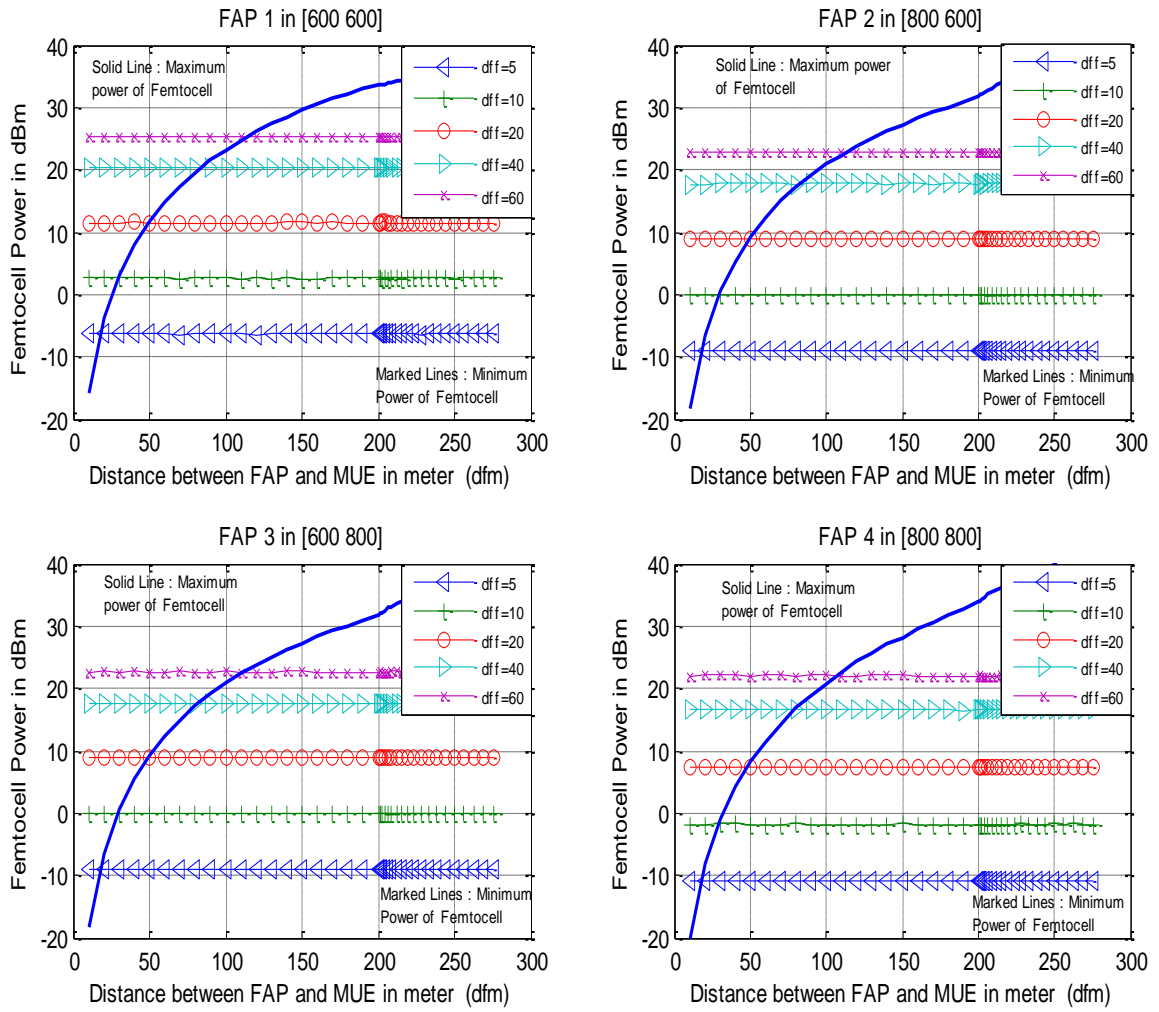 FAP 1 in [600 600]
Femtocell Power in dBm
40
30
20
10
0
-10
-20
Solid Line : Maximum
power of Femtocell
dff=5
dff=10
dff=20
dff=40
dff=60
Marked Lines : Minimum
Power of Femtocell
0 50 100 150 200 250 300
Distance between FAP and MUE in meter (dfm)
FAP 2 in [800 600]
Femtocell Power in dBm
40
30
20
10
0
-10
-20
Solid Line : Maximum power
of Femtocell
dff=5
dff=10
dff=20
dff=40
dff=60
Marked Lines : Minimum
Power of Femtocell
0 50 100 150 200 250 300
Distance between FAP and MUE in meter (dfm)
FAP 3 in [600 800]
Femtocell Power in dBm
40
30
20
10
0
-10
-20
Solid Line : Maximum
power of Femtocell
dff=5
dff=10
dff=20
dff=40
dff=60
Marked Lines : Minimum
Power of Femtocell
0 50 100 150 200 250 300
Distance between FAP and MUE in meter (dfm)
FAP 4 in [800 800]
Femtocell Power in dBm
40
30
20
10
0
-10
-20
Solid Line : Maximum
power of Femtocell
dff=5
dff=10
dff=20
dff=40
dff=60
Marked Lines : Minimum
Power of Femtocell
0 50 100 150 200 250 300
Distance between FAP and MUE in meter (dfm)